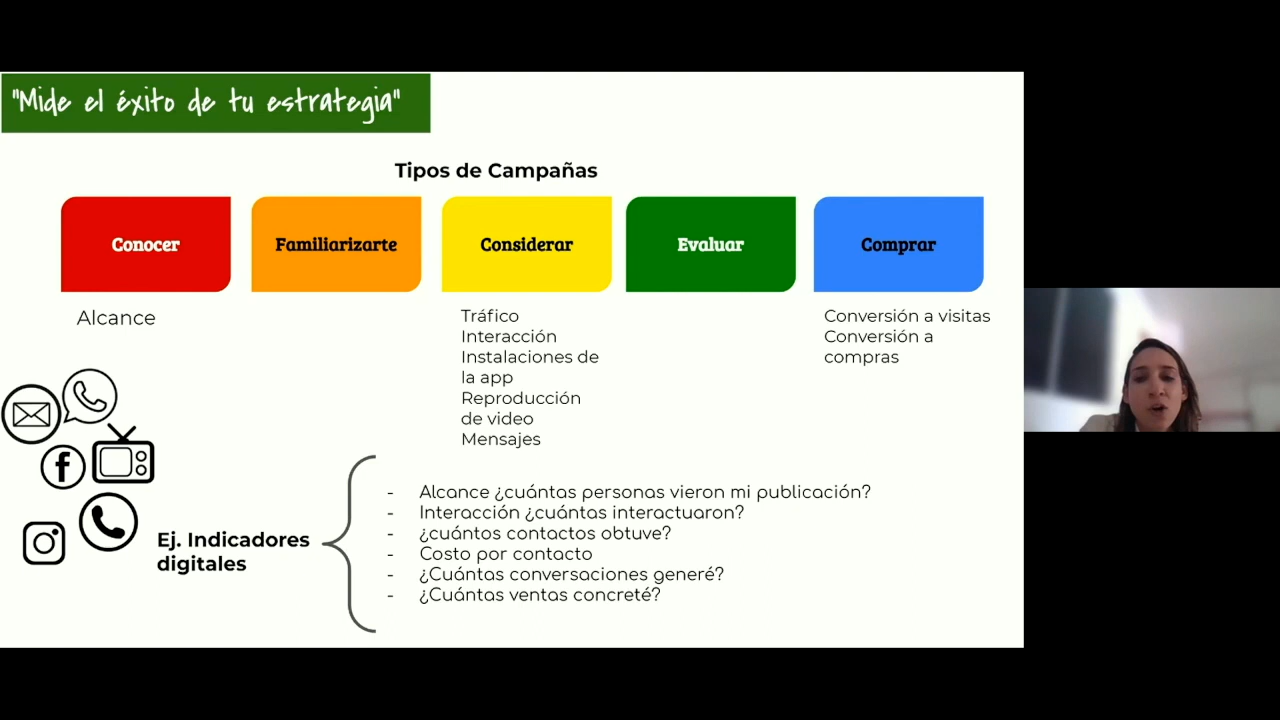 "Mide el éxito de tu estrategia"
Tipos de Campañas
Conocer
Familiarizarte
Considerar
Evaluar
Comprar
Alcance
Tráfico
Interacción
Instalaciones de
la app
Reproducción
de video
Mensajes
Conversión a visitas
Conversión a
compras
Ej. Indicadores
digitales
- Alcance ¿cuántas personas vieron mi publicación?
- Interacción ¿cuántas interactuaron?
- ¿cuántos contactos obtuve?
- Costo por contacto
- ¿Cuántas conversaciones generé?
- ¿Cuántas ventas concreté?